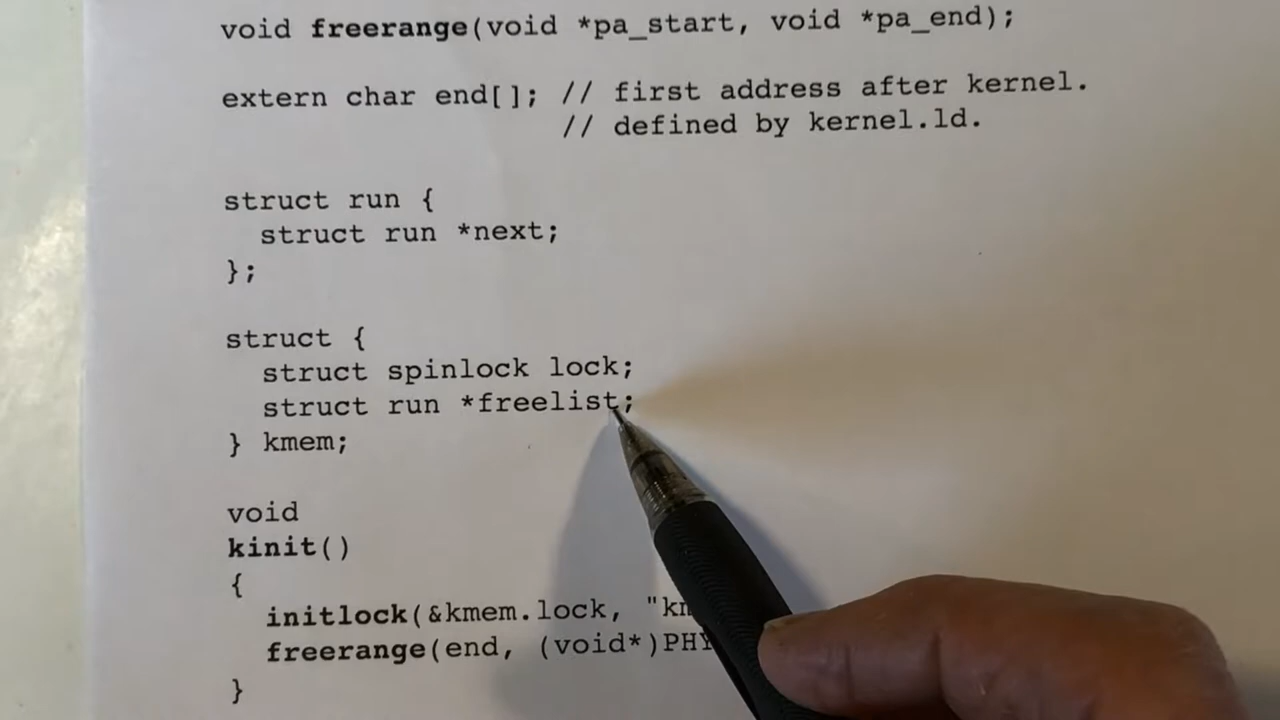 void freerange(void *pa_start, void *pa_end);
extern char end[]; // first address after kernel.
// defined by kernel.ld.
struct run {
struct run *next;
};
struct {
struct spinlock lock;
struct run *freelist;
} kmem;
void
kinit()
{
initlock(&kmem.lock,
freerange(end, (void*)
}